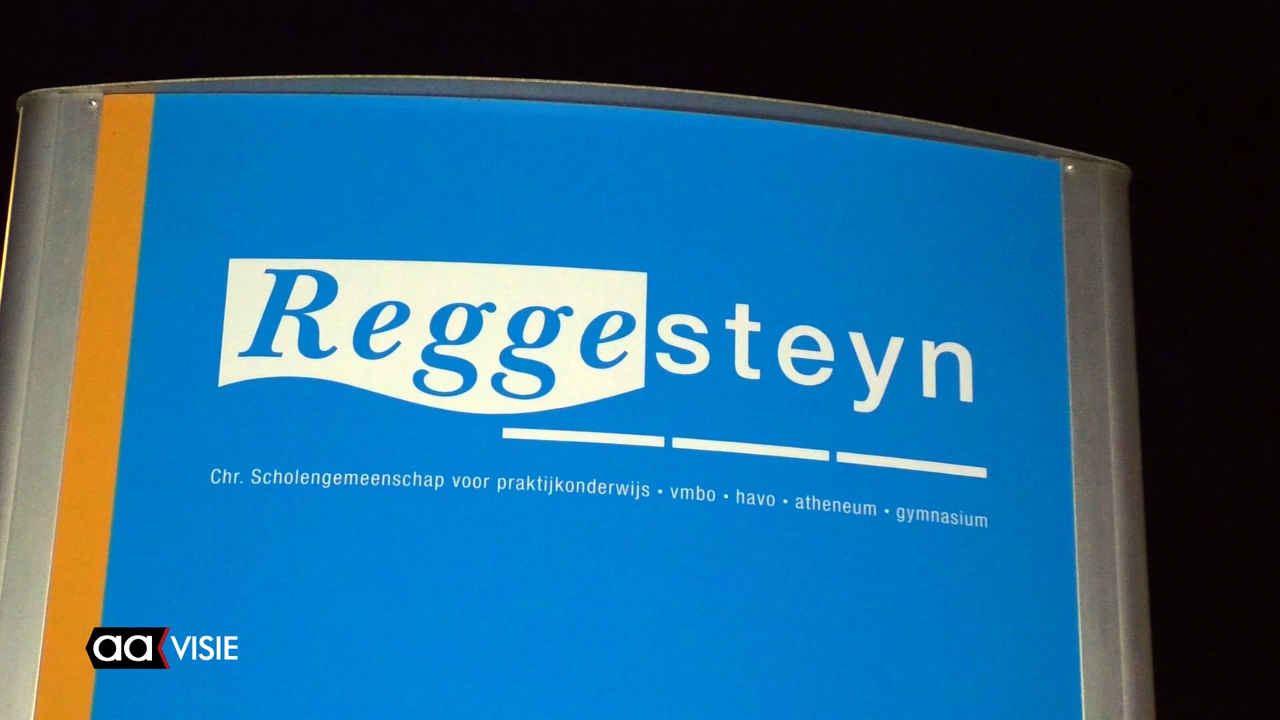 Reggesteyn
Chr. Scholengemeenschap voor praktijkonderwijs • vmbo • havo • atheneum • gymnasium
aa VISIE